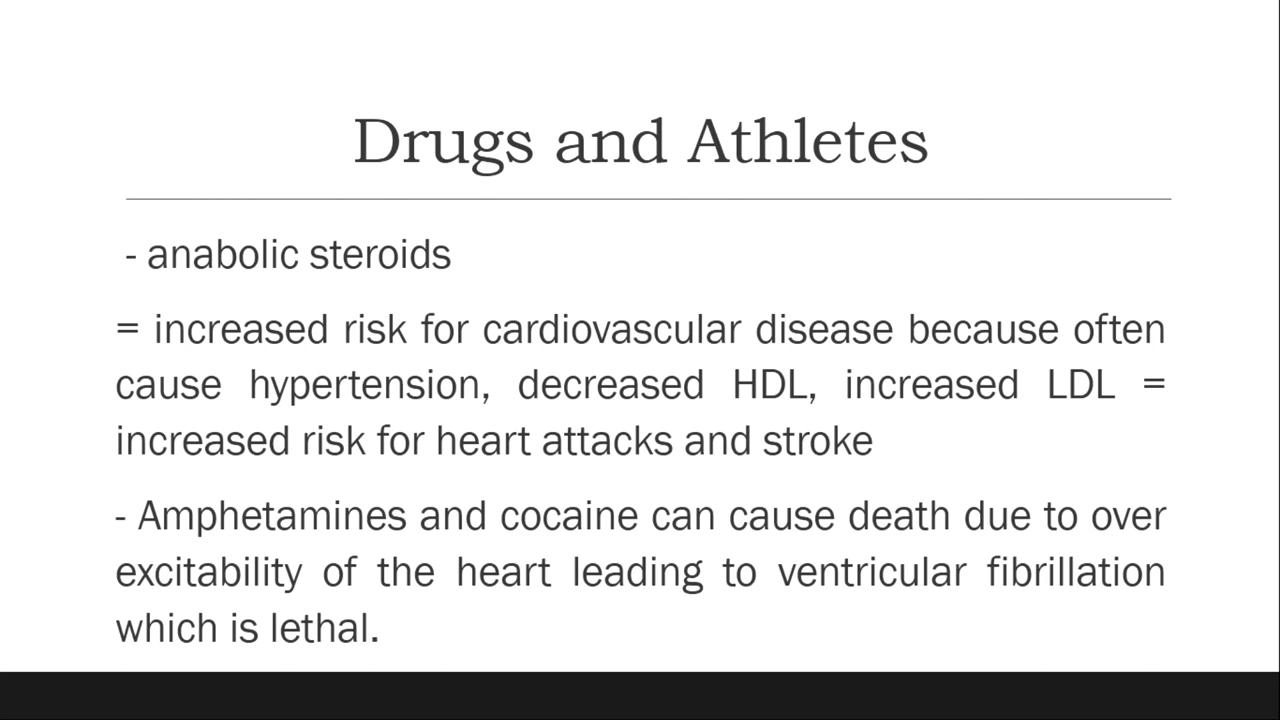 Drugs and Athletes
- anabolic steroids
= increased risk for cardiovascular disease because often
cause hypertension, decreased HDL, increased LDL =
increased risk for heart attacks and stroke
- Amphetamines and cocaine can cause death due to over
excitability of the heart leading to ventricular fibrillation
which is lethal.